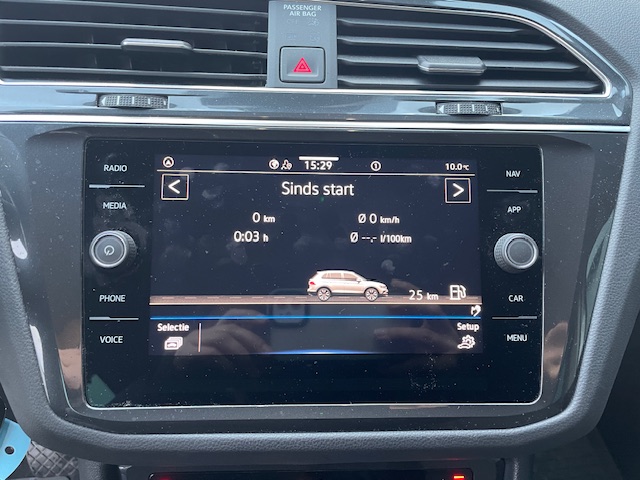 PASSENGER
AIR BAG
RADIO
MEDIA
PHONE
VOICE
15:29
10.0°C
< Sinds start >
0 km
Ø 0 km/h
0:03 h
Ø --.- l/100km
25 km
Selectie
Setup
NAV
APP
CAR
MENU